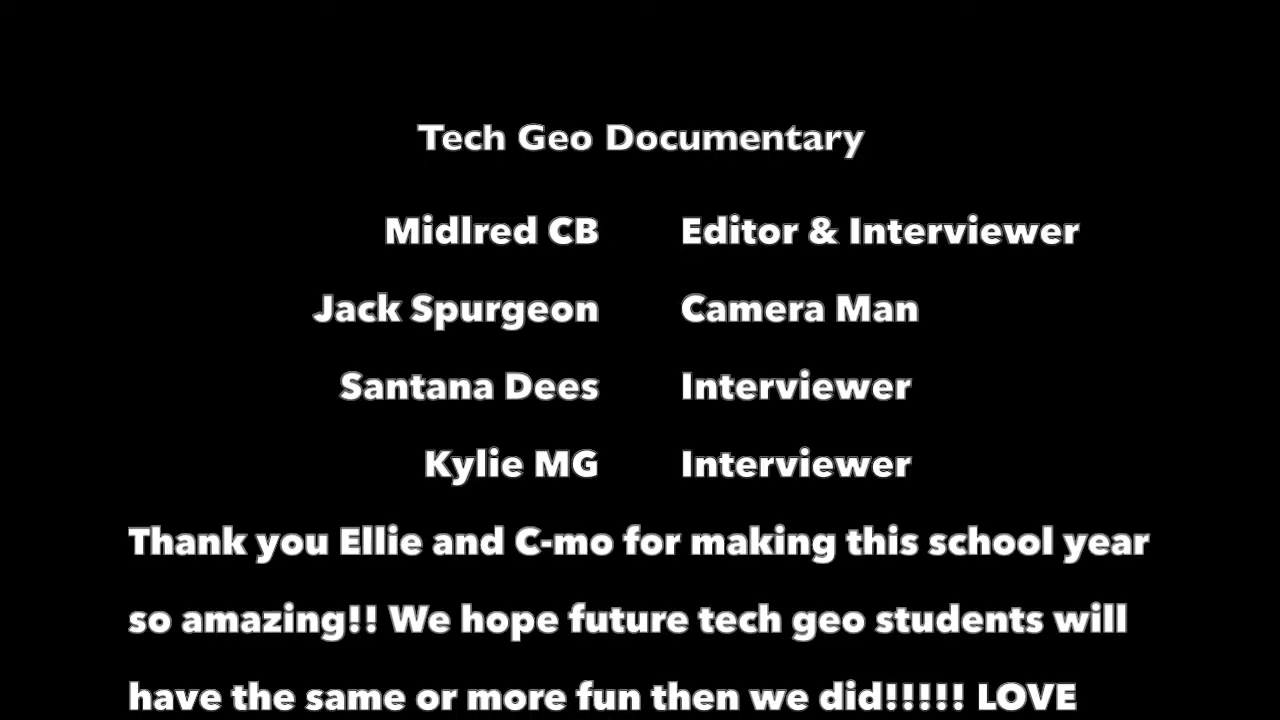 Tech Geo Documentary
Midlred CB Editor & Interviewer
Jack Spurgeon Camera Man
Santana Dees Interviewer
Kylie MG Interviewer
Thank you Ellie and C-mo for making this school year
so amazing!! We hope future tech geo students will
have the same or more fun then we did!!!!! LOVE